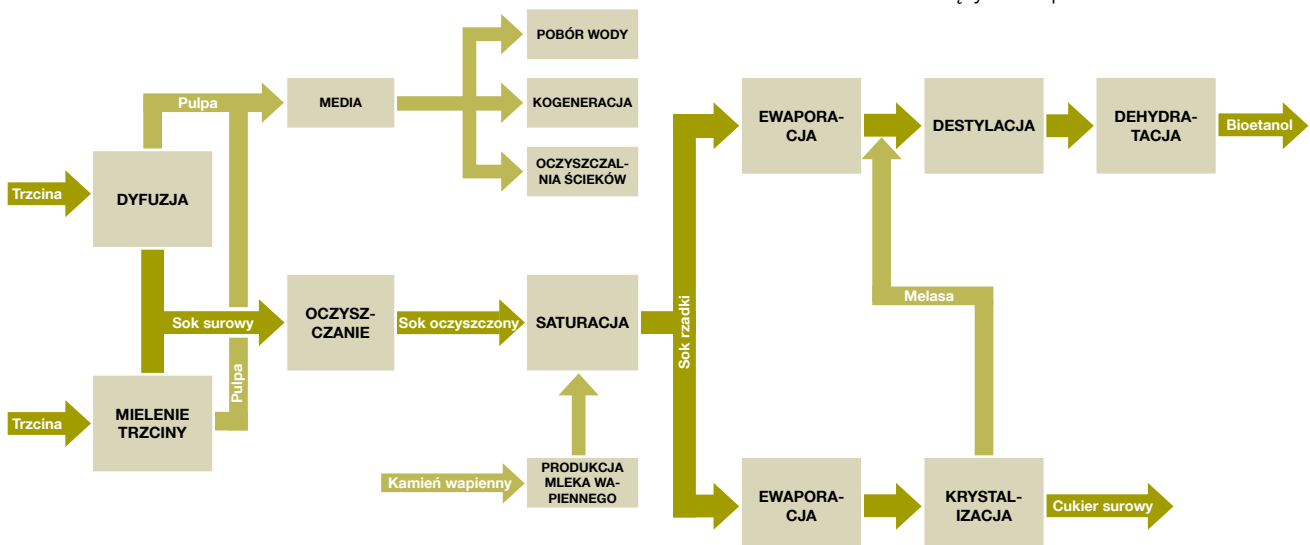 POBÓR WODY
Pulpa
MEDIA
KOGENERACJA
EWAPORA-
CJA
DESTYLACJA
DEHYDRA-
TACJA
Bioetanol
OCZYSZCZAL-
NIA ŚCIEKÓW
Trzcina
DYFUZJA
Sok surowy
OCZYSZ-
CZANIE
Sok oczyszczony
SATURACJA
Sok rzadki
Melasa
Pulpa
Trzcina
MIELENIE
TRZCINY
Kamień wapienny
PRODUKCJA
MLEKA WA-
PIENNEGO
EWAPORA-
CJA
KRYSTAL-
IZACJA
Cukier surowy